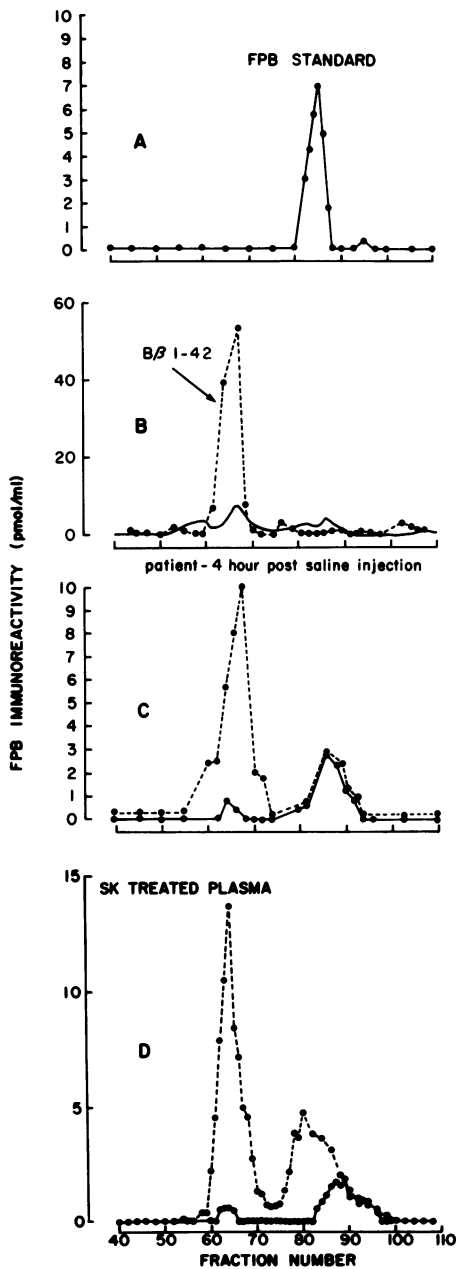 10
9
8
7
6
5
4
3
2
1
0
FPB STANDARD
A
60
40
20
0
Bβ 1-42
B
patient - 4 hour post saline injection
FPB IMMUNOREACTIVITY (pmol/ml)
10
9
8
7
6
5
4
3
2
1
0
C
15
10
5
0
SK TREATED PLASMA
D
40 50 60 70 80 90 100 110
FRACTION NUMBER